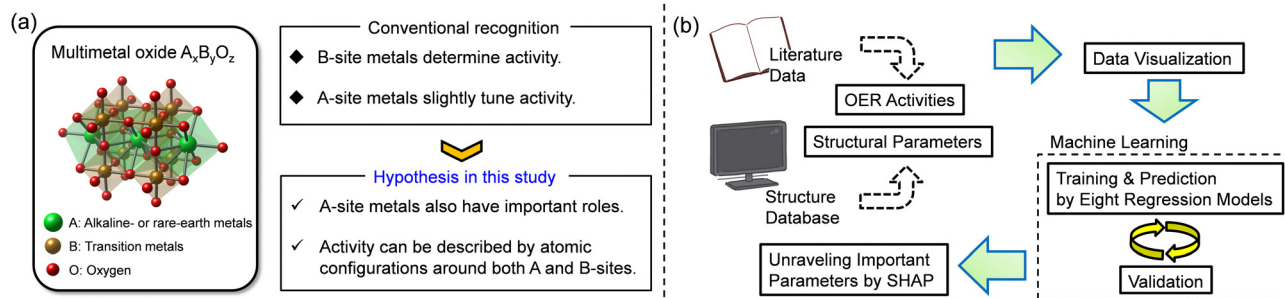 (a)
Multimetal oxide AₓBᵧO_z
A: Alkaline- or rare-earth metals
B: Transition metals
O: Oxygen
Conventional recognition
◆ B-site metals determine activity.
◆ A-site metals slightly tune activity.
Hypothesis in this study
✓ A-site metals also have important roles.
✓ Activity can be described by atomic
configurations around both A and B-sites.
(b)
Literature
Data
OER Activities
Structural Parameters
Structure
Database
Data Visualization
Machine Learning
Training & Prediction
by Eight Regression Models
Validation
Unraveling Important
Parameters by SHAP